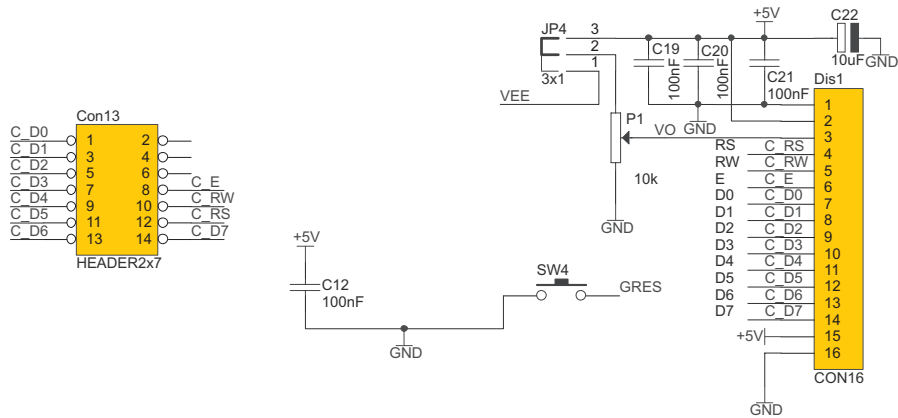 +5V
C22
JP4
3
2
1
3x1
C19
100nF
C20
100nF
C21
100nF
10uF
GND
Dis1
VEE
P1
VO
GND
10k
GND
1
2
3
RS C_RS 4
RW C_RW 5
E C_E 6
D0 C_D0 7
D1 C_D1 8
D2 C_D2 9
D3 C_D3 10
D4 C_D4 11
D5 C_D5 12
D6 C_D6 13
D7 C_D7 14
+5V 15
16
CON16
GND
Con13
C_D0 1 2
C_D1 3 4
C_D2 5 6
C_D3 7 8 C_E
C_D4 9 10 C_RW
C_D5 11 12 C_RS
C_D6 13 14 C_D7
HEADER2x7
+5V
C12
100nF
GND
SW4
GRES